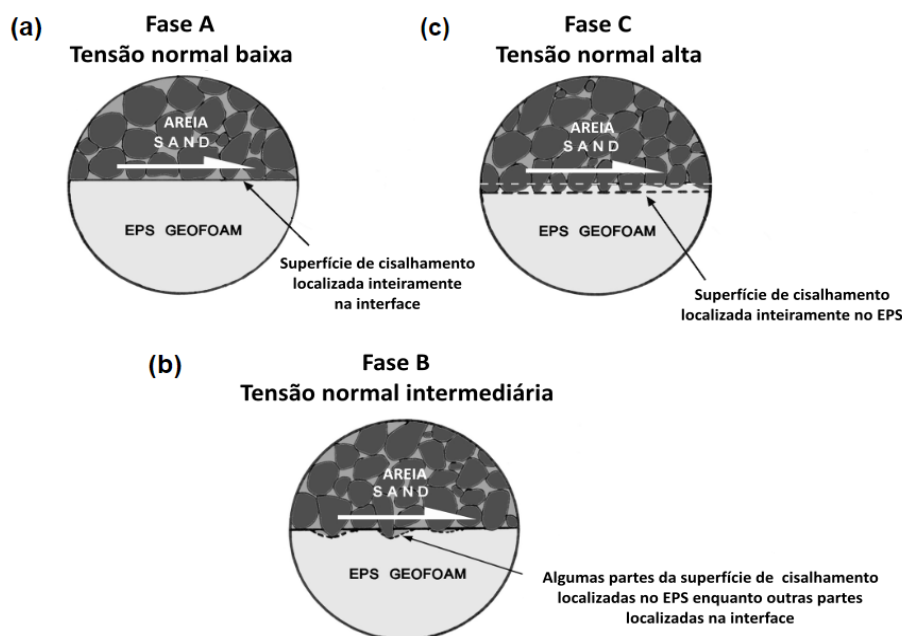 (a)
Fase A
Tensão normal baixa
AREIA
SAND
EPS GEOFOAM
Superfície de cisalhamento
localizada inteiramente
na interface
(c)
Fase C
Tensão normal alta
AREIA
SAND
EPS GEOFOAM
Superfície de cisalhamento
localizada inteiramente no EPS
(b)
Fase B
Tensão normal intermediária
AREIA
SAND
EPS GEOFOAM
Algumas partes da superfície de cisalhamento
localizadas no EPS enquanto outras partes
localizadas na interface